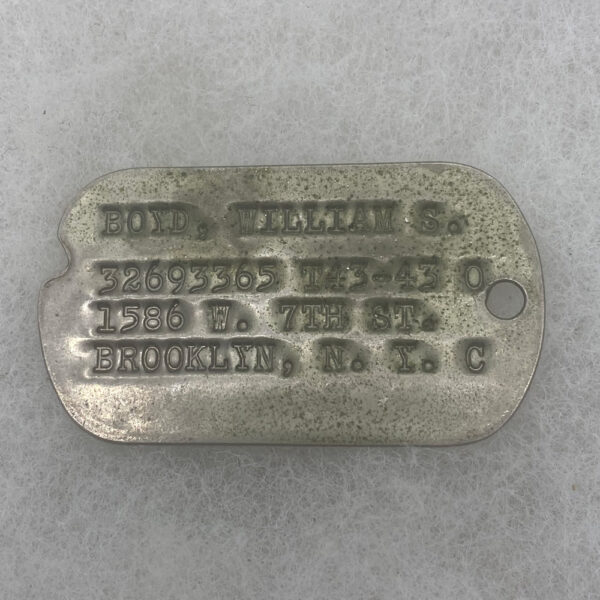 BOYD, WILLIAM S.
32693365 T43-43 O
1586 W. 7TH ST.
BROOKLYN, N. Y. C